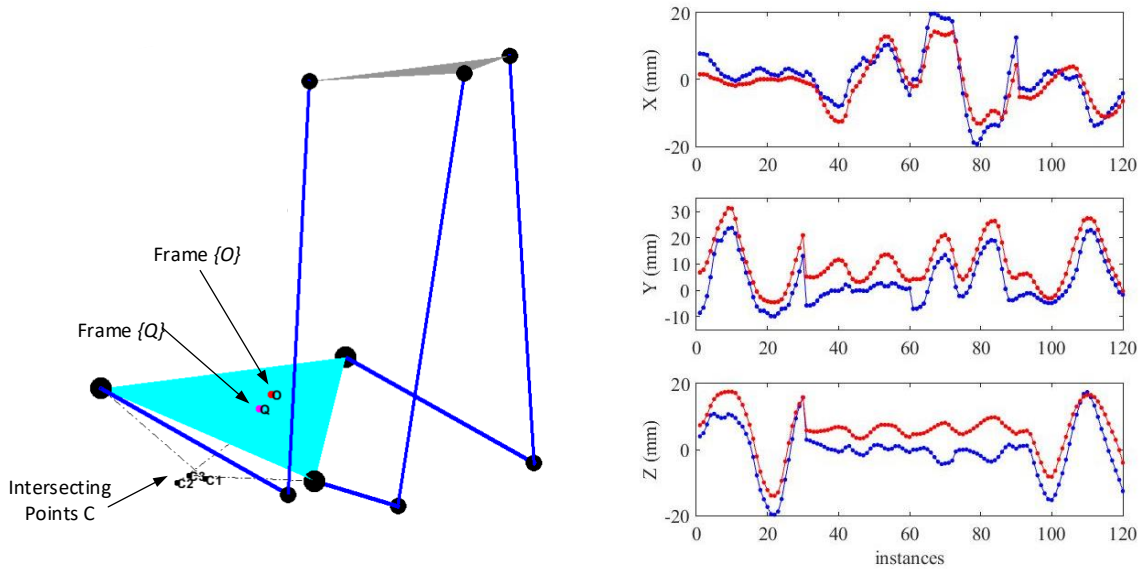 Frame {O}
Frame {Q}
O
Q
C3
C2 C1
Intersecting
Points C
20
0
-20
X (mm)
0 20 40 60 80 100 120
30
20
10
0
-10
Y (mm)
0 20 40 60 80 100 120
20
0
-20
Z (mm)
0 20 40 60 80 100 120
instances